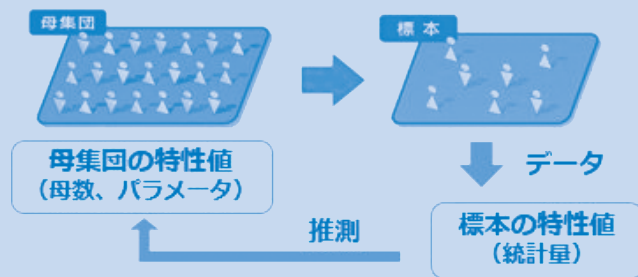 母集団
標本
母集団の特性値
（母数、パラメータ）
データ
推測
標本の特性値
（統計量）